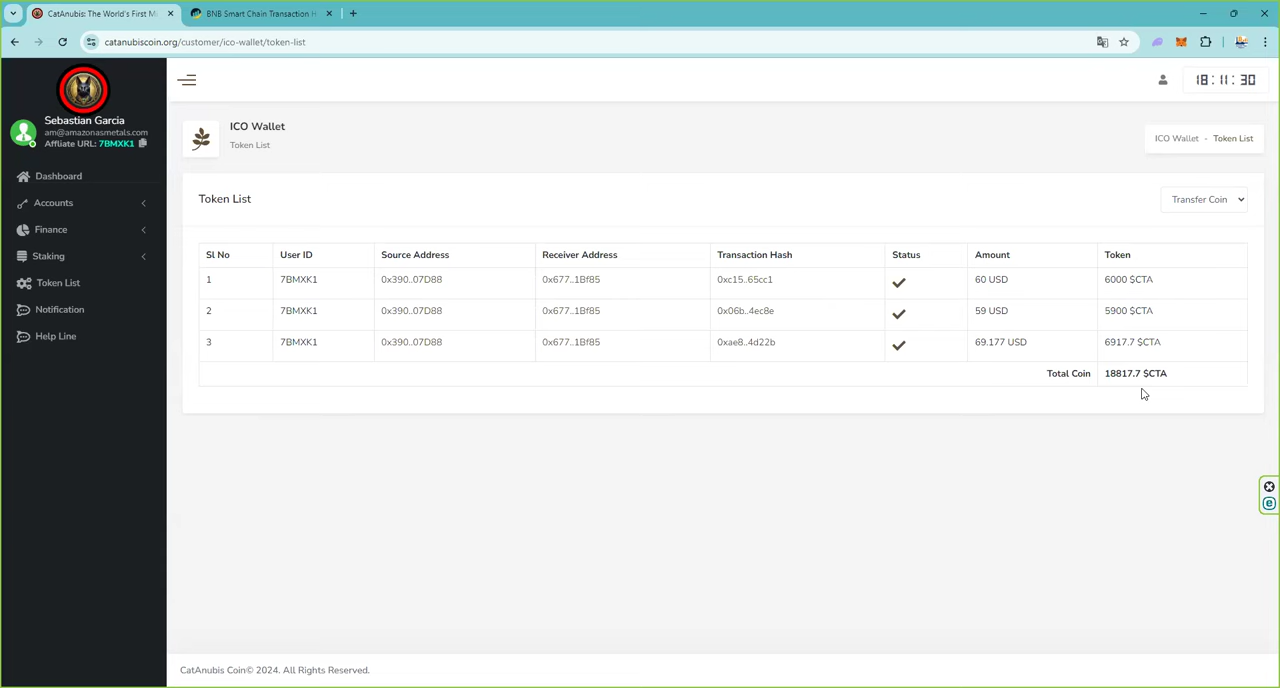 CatAnubis: The World's First M
BNB Smart Chain Transaction H
catanubiscoin.org/customer/ico-wallet/token-list
Sebastian Garcia
am@amazonasmetals.com
Affliate URL: 7BMXK1
Dashboard
Accounts
Finance
Staking
Token List
Notification
Help Line
18:11:30
ICO Wallet
Token List
ICO Wallet - Token List
Token List
Transfer Coin
Sl No User ID Source Address Receiver Address Transaction Hash Status Amount Token
1 7BMXK1 0x390..07D88 0x677..1Bf85 0xc15..65cc1 60 USD 6000 $CTA
2 7BMXK1 0x390..07D88 0x677..1Bf85 0x06b..4ec8e 59 USD 5900 $CTA
3 7BMXK1 0x390..07D88 0x677..1Bf85 0xae8..4d22b 69.177 USD 6917.7 $CTA
Total Coin 18817.7 $CTA
CatAnubis Coin© 2024. All Rights Reserved.